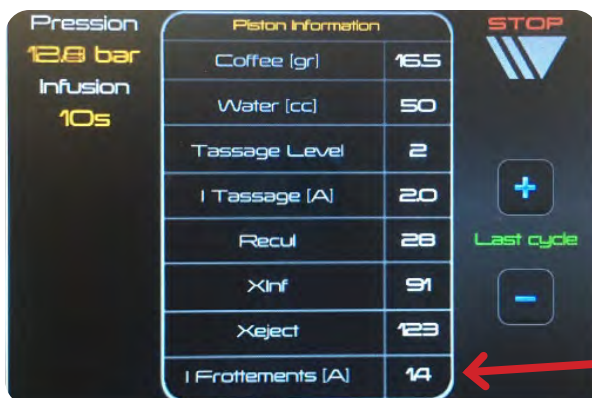 Pression
12.8 bar
Infusion
10s
Piston Information
Coffee [gr] 16.5
Water [cc] 50
Tassage Level 2
I Tassage [A] 2.0
Recul 28
XInf 91
Xeject 123
I Frottements [A] 1.4
STOP
+
Last cycle
-